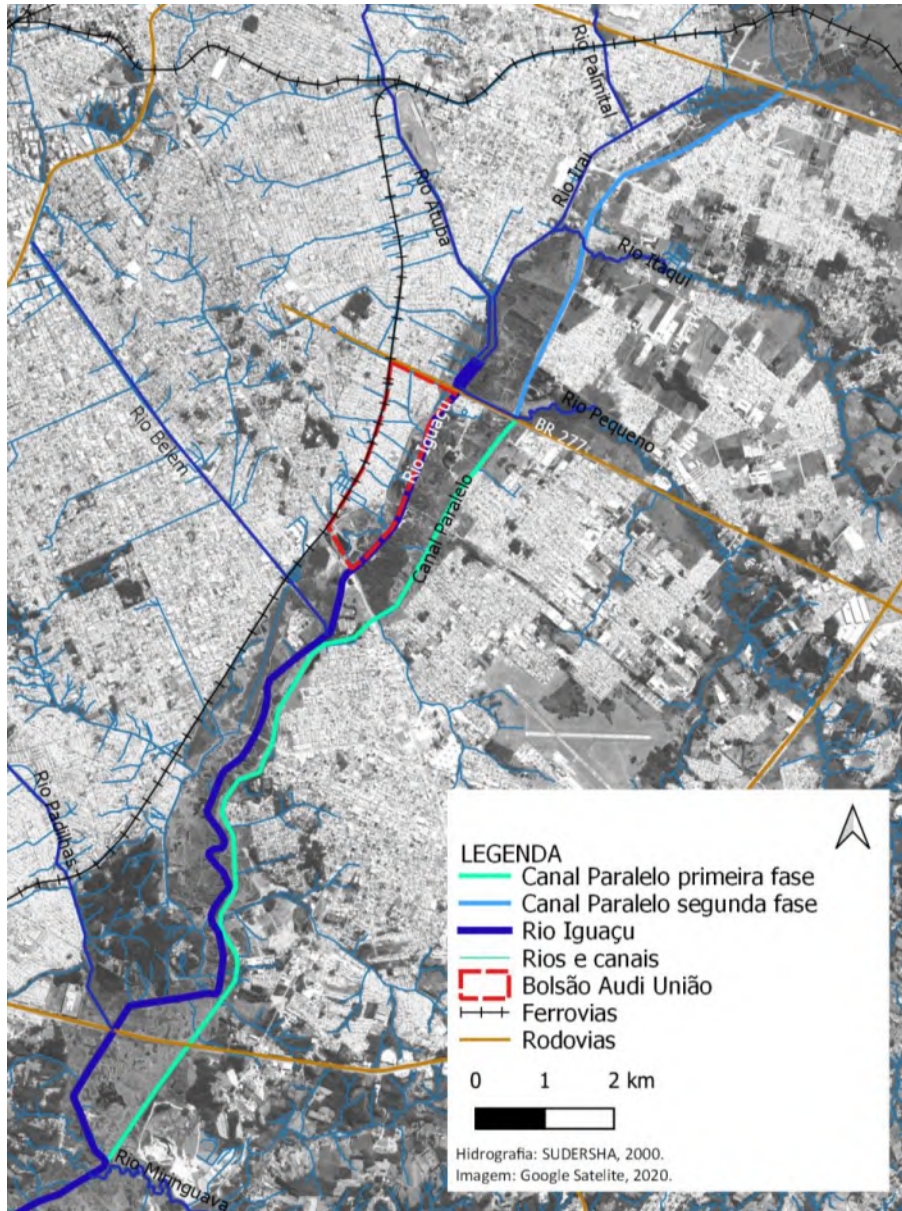 Rio Palmital
Rio Iraí
Rio Atuba
Rio Itaqui
Rio Pequeno
BR 277
Rio Iguaçu
Canal Paralelo
Rio Belem
Rio Padilhas
Rio Miringuava
LEGENDA
Canal Paralelo primeira fase
Canal Paralelo segunda fase
Rio Iguaçu
Rios e canais
Bolsão Audi União
Ferrovias
Rodovias
0 1 2 km
Hidrografia: SUDERSHA, 2000.
Imagem: Google Satelite, 2020.